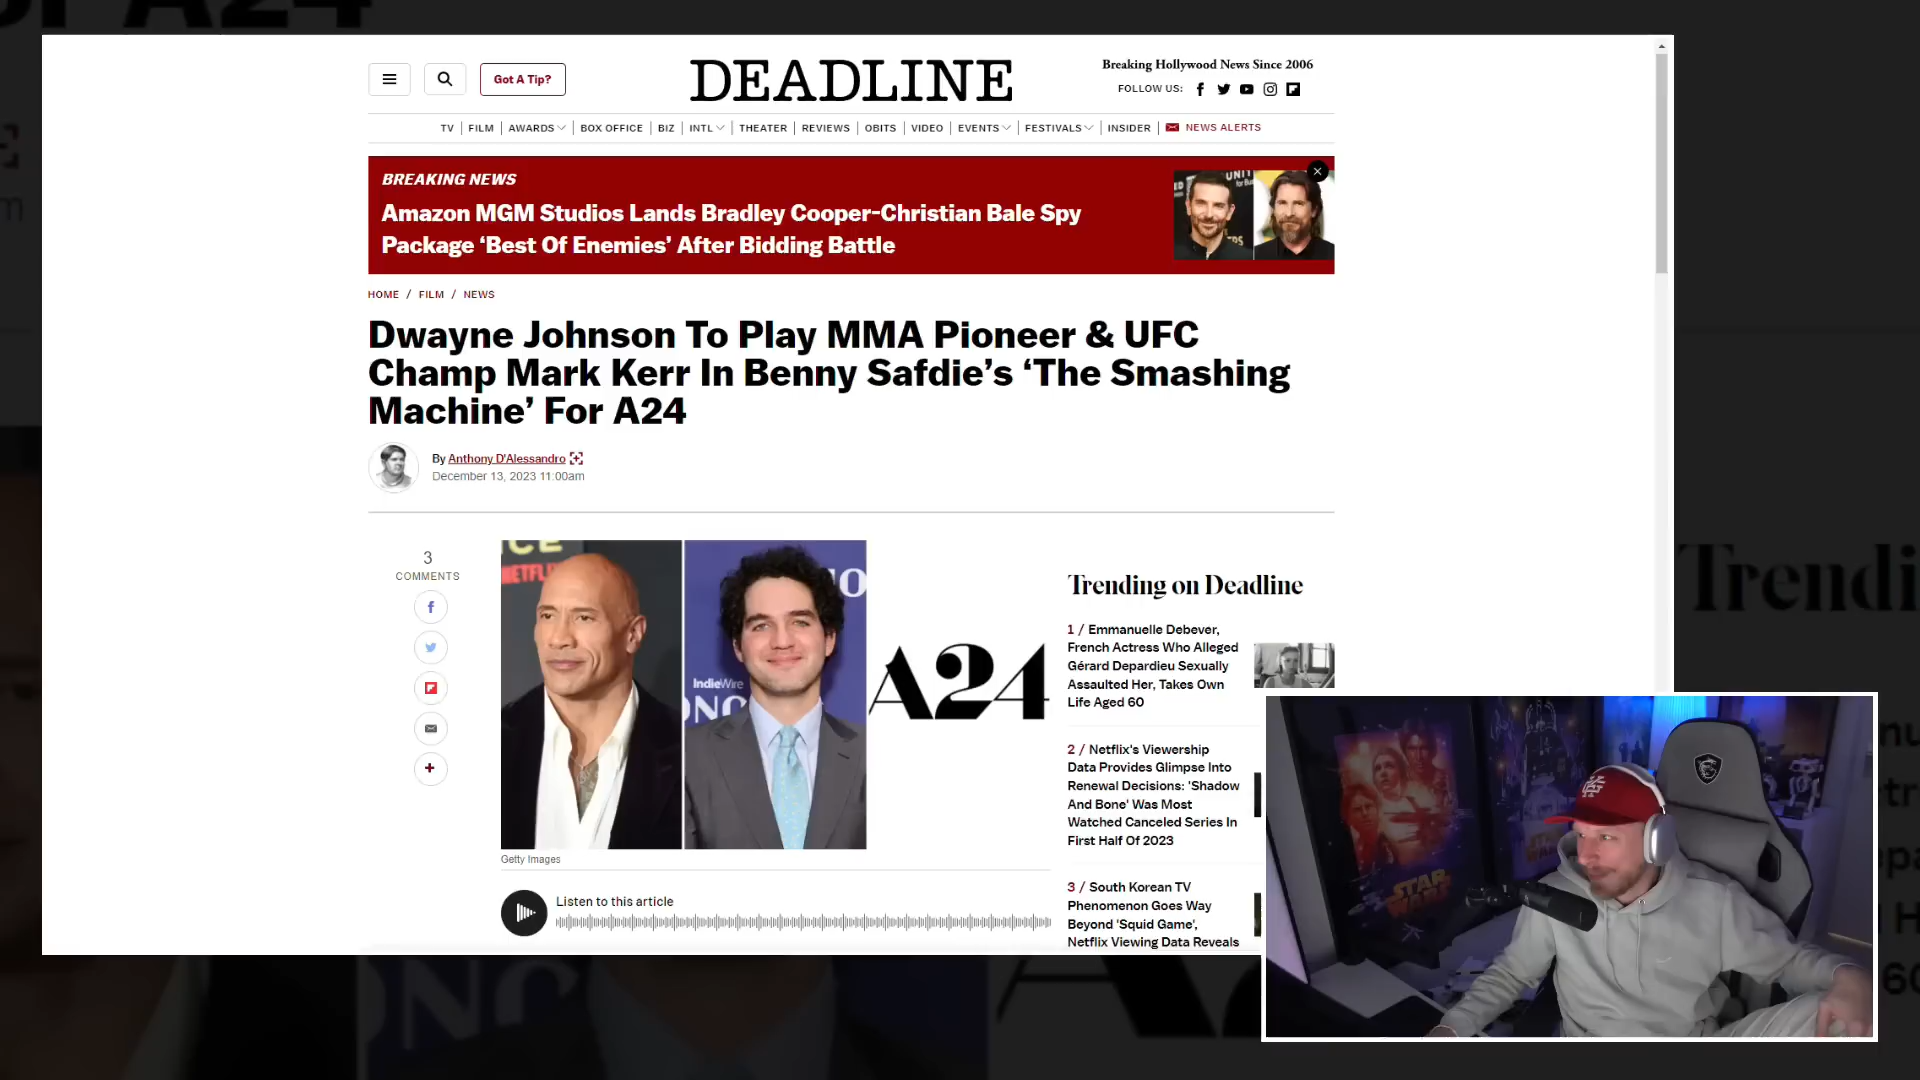 DEADLINE
Got A Tip?
Breaking Hollywood News Since 2006
FOLLOW US:
TV | FILM | AWARDS | BOX OFFICE | BIZ | INTL | THEATER | REVIEWS | OBITS | VIDEO | EVENTS | FESTIVALS | INSIDER | NEWS ALERTS
BREAKING NEWS
Amazon MGM Studios Lands Bradley Cooper-Christian Bale Spy
Package ‘Best Of Enemies’ After Bidding Battle
HOME / FILM / NEWS
Dwayne Johnson To Play MMA Pioneer & UFC
Champ Mark Kerr In Benny Safdie’s ‘The Smashing
Machine’ For A24
By Anthony D'Alessandro
December 13, 2023 11:00am
3
COMMENTS
IndieWire
A24
Getty Images
Listen to this article
Trending on Deadline
1 / Emmanuelle Debever,
French Actress Who Alleged
Gérard Depardieu Sexually
Assaulted Her, Takes Own
Life Aged 60
2 / Netflix's Viewership
Data Provides Glimpse Into
Renewal Decisions: 'Shadow
And Bone' Was Most
Watched Canceled Series In
First Half Of 2023
3 / South Korean TV
Phenomenon Goes Way
Beyond 'Squid Game',
Netflix Viewing Data Reveals
STAR
WARS